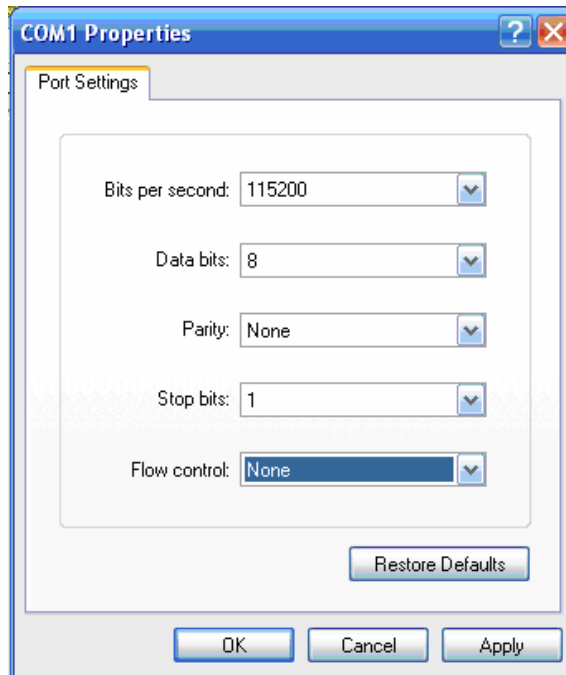 COM1 Properties
Port Settings
Bits per second: 115200
Data bits: 8
Parity: None
Stop bits: 1
Flow control: None
Restore Defaults
OK Cancel Apply